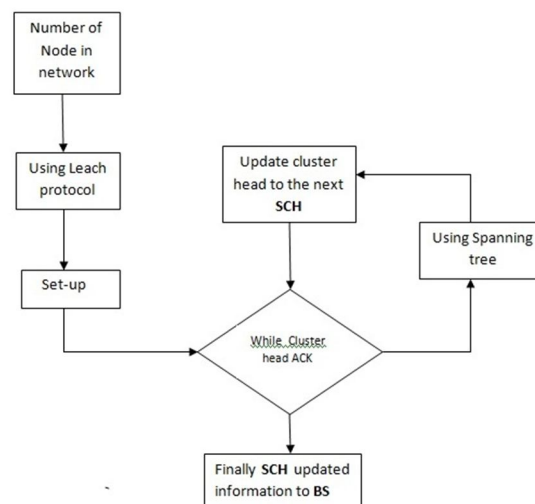 Number of
Node in
network
Using Leach
protocol
Set-up
Update cluster
head to the next
SCH
Using Spanning
tree
While Cluster
head ACK
Finally SCH updated
information to BS